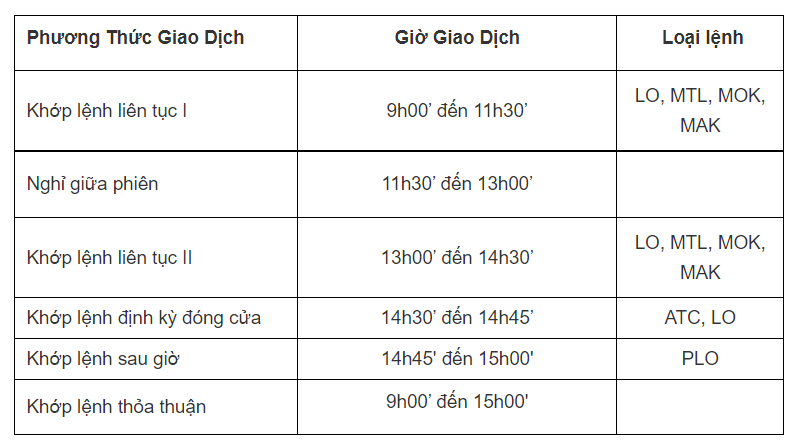 Phương Thức Giao Dịch Giờ Giao Dịch Loại lệnh
Khớp lệnh liên tục I 9h00’ đến 11h30’ LO, MTL, MOK,
MAK
Nghỉ giữa phiên 11h30’ đến 13h00’
Khớp lệnh liên tục II 13h00’ đến 14h30’ LO, MTL, MOK,
MAK
Khớp lệnh định kỳ đóng cửa 14h30’ đến 14h45’ ATC, LO
Khớp lệnh sau giờ 14h45' đến 15h00' PLO
Khớp lệnh thỏa thuận 9h00’ đến 15h00'